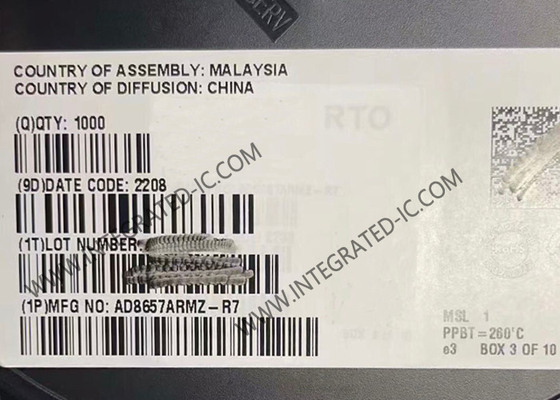 SERV
COUNTRY OF ASSEMBLY: MALAYSIA
COUNTRY OF DIFFUSION: CHINA
(Q)QTY: 1000
RTO
(9D)DATE CODE: 2208
(1T)LOT NUMBER:
(1P)MFG NO: AD8657ARMZ-R7
MSL 1
PPBT=260'C
e3 BOX 3 OF 10
WWW.INTEGRATED-IC.COM
WWW.INTEGRATED-IC.COM